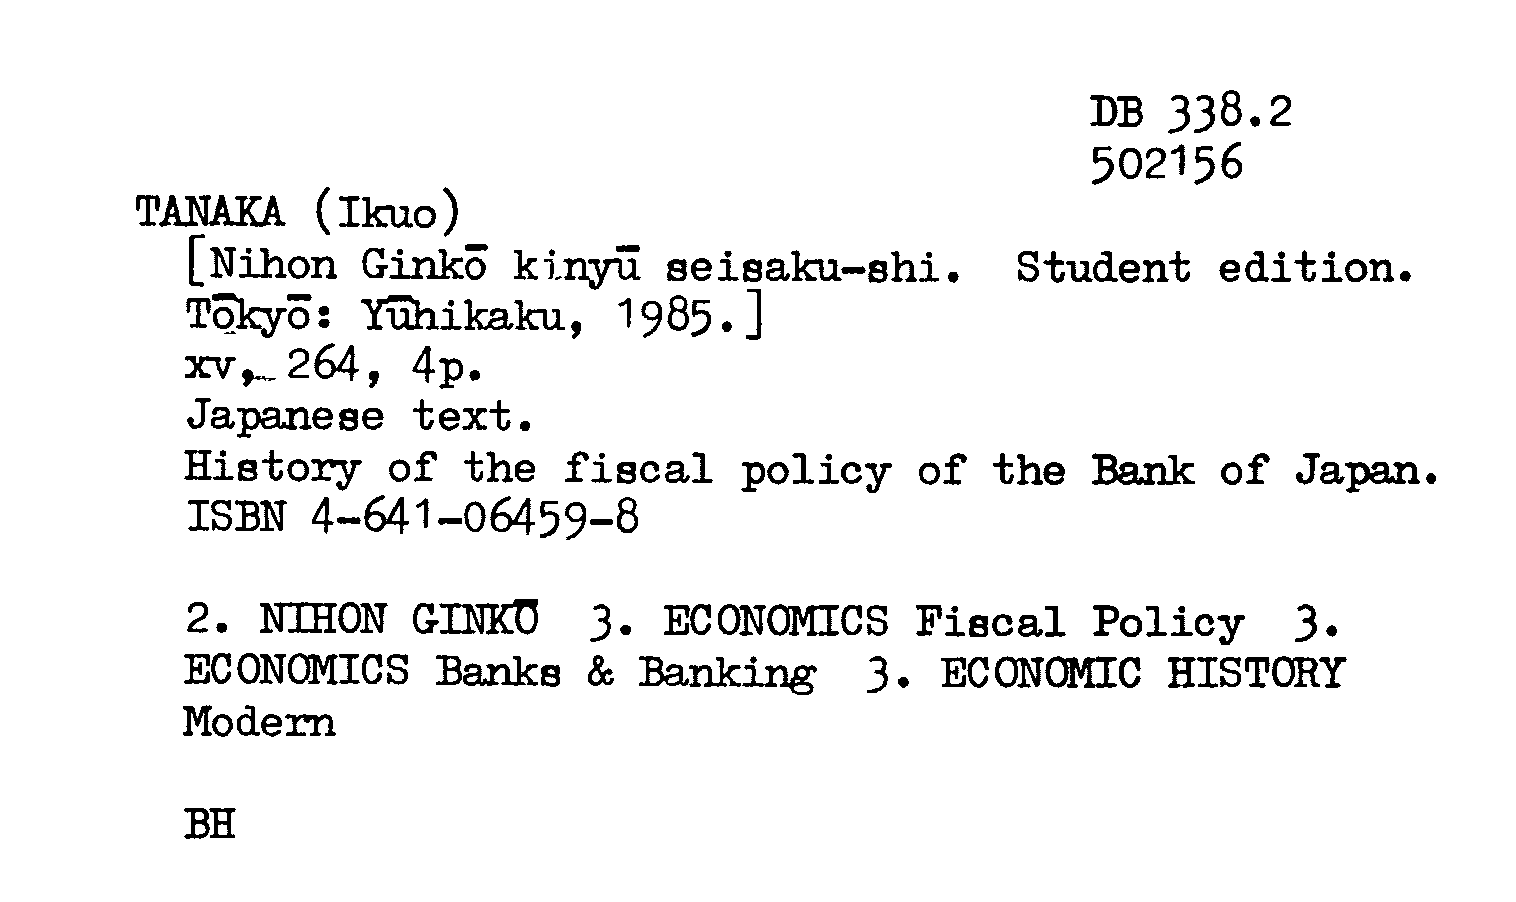 DB 338.2
502156
TANAKA (Ikuo)
[Nihon Ginkō kinyū seisaku-shi.  Student edition.
Tōkyō: Yūhikaku, 1985.]
xv, 264, 4p.
Japanese text.
History of the fiscal policy of the Bank of Japan.
ISBN 4-641-06459-8
2. NIHON GINKŌ  3. ECONOMICS Fiscal Policy  3.
ECONOMICS Banks & Banking  3. ECONOMIC HISTORY
Modern
BH